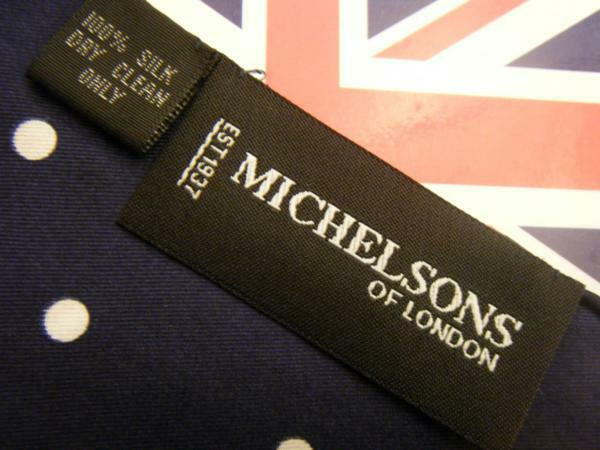 100% SILK
DRY CLEAN
ONLY
EST1937
MICHELSONS
OF LONDON